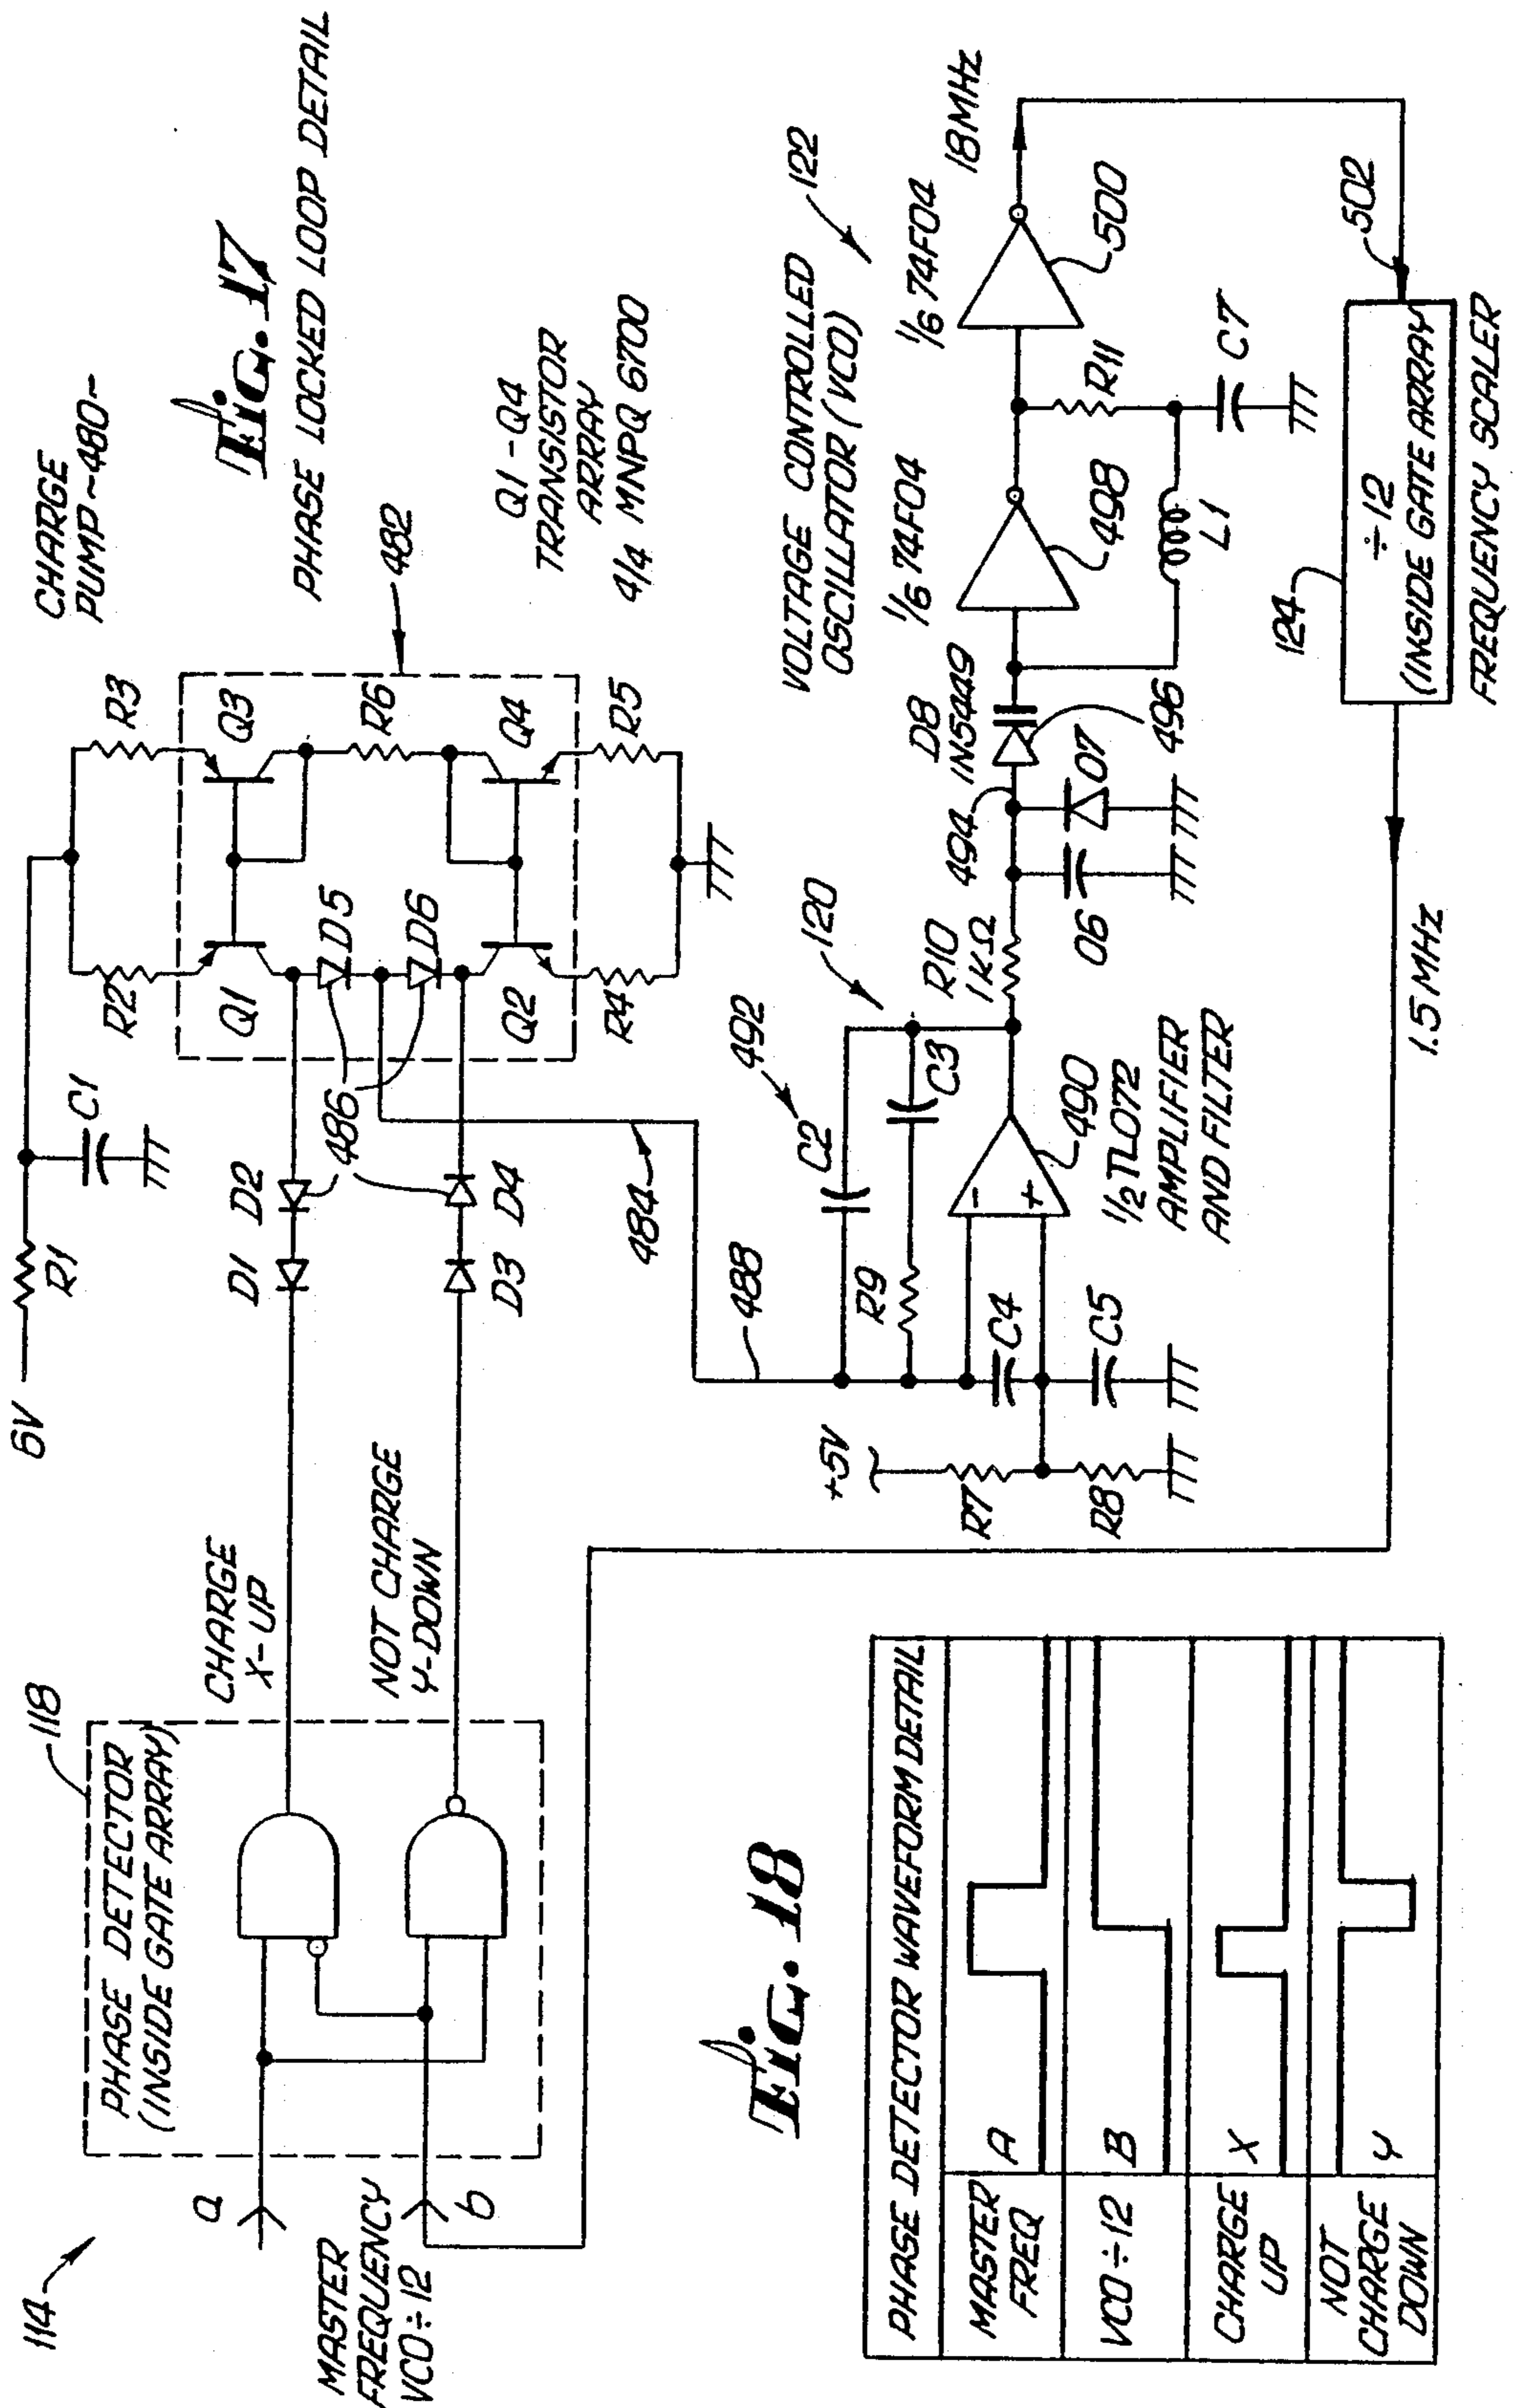 Fig. 17
PHASE LOCKED LOOP DETAIL
114
118
PHASE DETECTOR
(INSIDE GATE ARRAY)
a
MASTER
FREQUENCY
VCO÷12
b
CHARGE
X-UP
NOT CHARGE
Y-DOWN
6V
R1
C1
D1
D2
D3
D4
486
CHARGE
PUMP ~480~
R2
R3
Q1
Q3
D5
D6
R6
Q2
Q4
R4
R5
482
Q1-Q4
TRANSISTOR
ARRAY
4/4 MNPQ 6700
484
488
492
120
C2
R9
C3
+5V
R7
R8
C4
C5
-
+
490
1/2 TL072
AMPLIFIER
AND FILTER
R10
1KΩ
494
D8
1N5449
496
06
07
VOLTAGE CONTROLLED
OSCILLATOR (VCO)
122
1/6 74F04
498
1/6 74F04
500
18MHz
R11
L1
C7
502
124
÷12
(INSIDE GATE ARRAY)
FREQUENCY SCALER
1.5 MHz
Fig. 18
PHASE DETECTOR WAVEFORM DETAIL
MASTER
FREQ
A
VCO÷12
B
CHARGE
UP
X
NOT
CHARGE
DOWN
Y